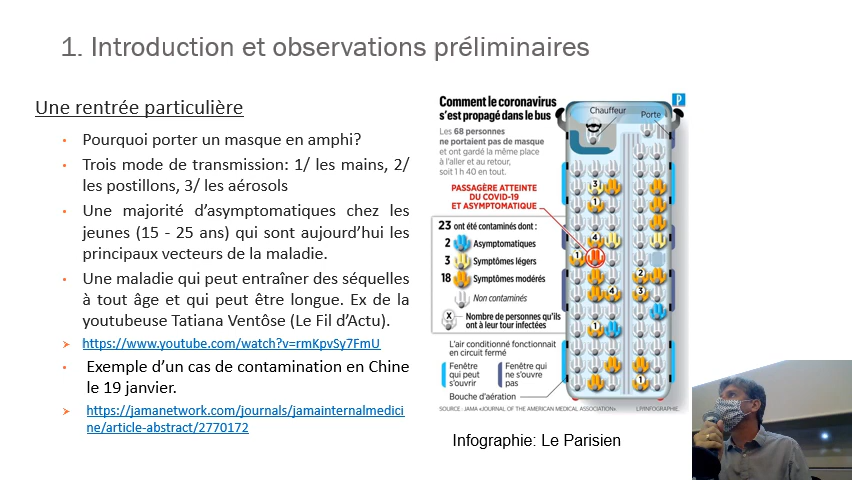 1. Introduction et observations préliminaires
Une rentrée particulière
• Pourquoi porter un masque en amphi?
• Trois mode de transmission: 1/ les mains, 2/
les postillons, 3/ les aérosols
• Une majorité d'asymptomatiques chez les
jeunes (15 - 25 ans) qui sont aujourd'hui les
principaux vecteurs de la maladie.
• Une maladie qui peut entraîner des séquelles
à tout âge et qui peut être longue. Ex de la
youtubeuse Tatiana Ventôse (Le Fil d'Actu).
https://www.youtube.com/watch?v=rmKpvSy7FmU
• Exemple d'un cas de contamination en Chine
le 19 janvier.
https://jamanetwork.com/journals/jamainternalmedici
ne/article-abstract/2770172
Comment le coronavirus
s'est propagé dans le bus
P
Les 68 personnes
ne portaient pas de masque
et ont gardé la même place
à l'aller et au retour,
soit 1 h 40 en tout.
PASSAGÈRE ATTEINTE
DU COVID-19
ET ASYMPTOMATIQUE
23 ont été contaminés dont :
2 Asymptomatiques
3 Symptômes légers
18 Symptômes modérés
Non contaminés
X Nombre de personnes qu'ils
ont à leur tour infectées
L'air conditionné fonctionnait
en circuit fermé
Fenêtre
qui peut
s'ouvrir
Fenêtre qui
ne s'ouvre
pas
Bouche d'aération
Chauffeur
Porte
3
1
4
1
2
4
3
1
1
SOURCE : JAMA «JOURNAL OF THE AMERICAN MEDICAL ASSOCIATION»
LP/INFOGRAPHIE
Infographie: Le Parisien